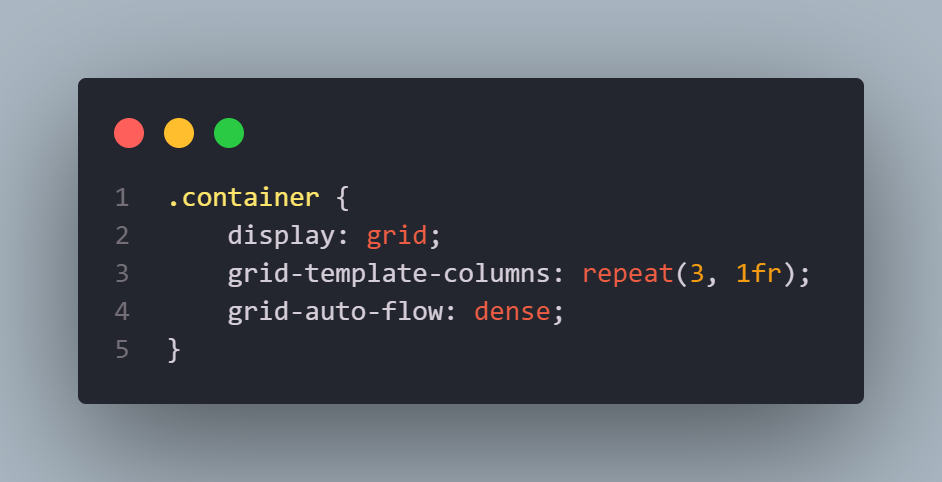 1 .container {
2     display: grid;
3     grid-template-columns: repeat(3, 1fr);
4     grid-auto-flow: dense;
5 }